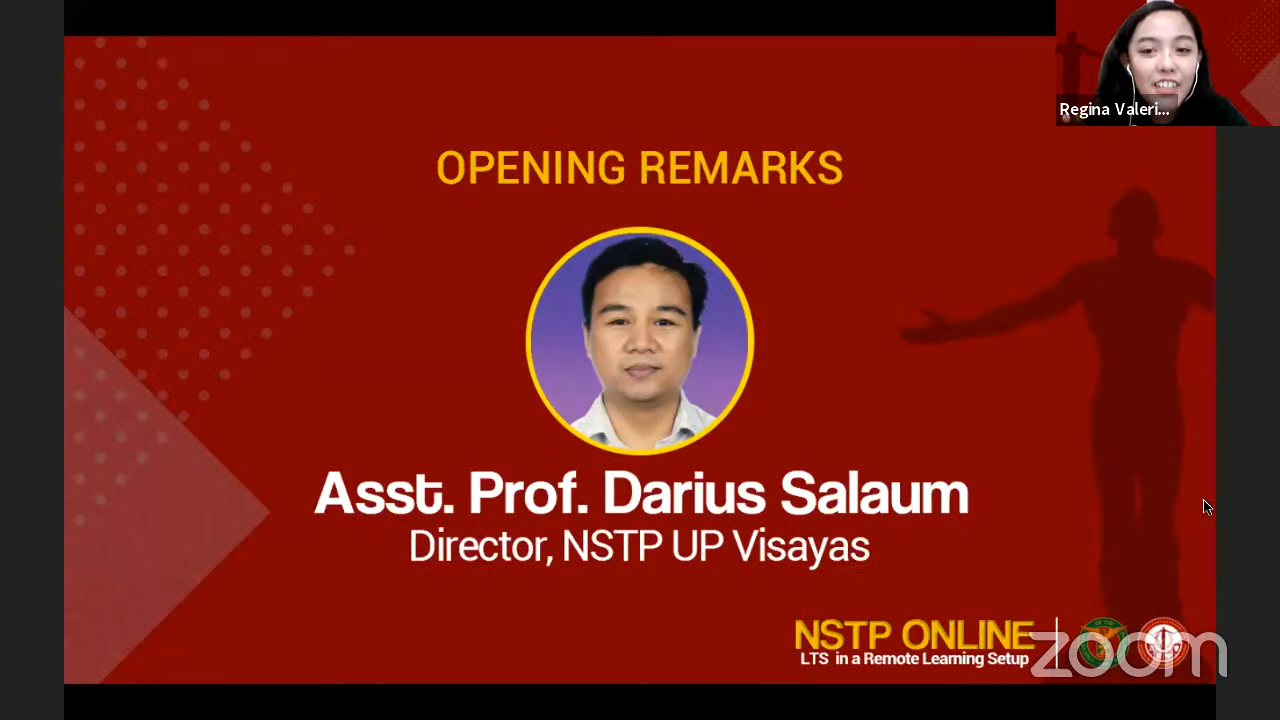 Regina Valeri...
OPENING REMARKS
Asst. Prof. Darius Salaum
Director, NSTP UP Visayas
NSTP ONLINE
LTS in a Remote Learning Setup
zoom